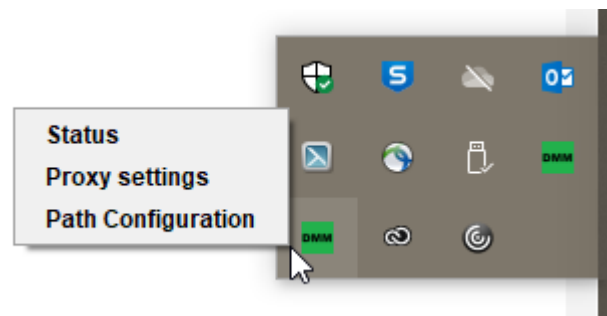 Status
Proxy settings
Path Configuration
S
O
DMM
DMM